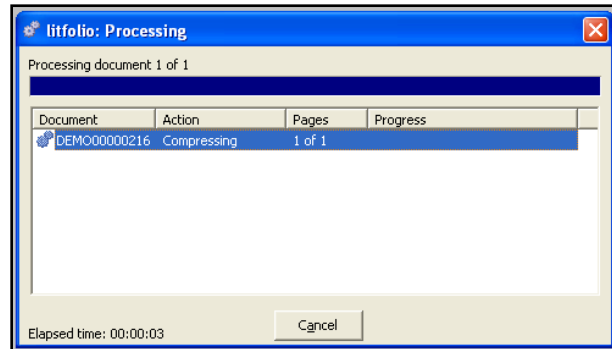 litfolio: Processing
Processing document 1 of 1
Document Action Pages Progress
DEMO00000216 Compressing 1 of 1
Cancel
Elapsed time: 00:00:03